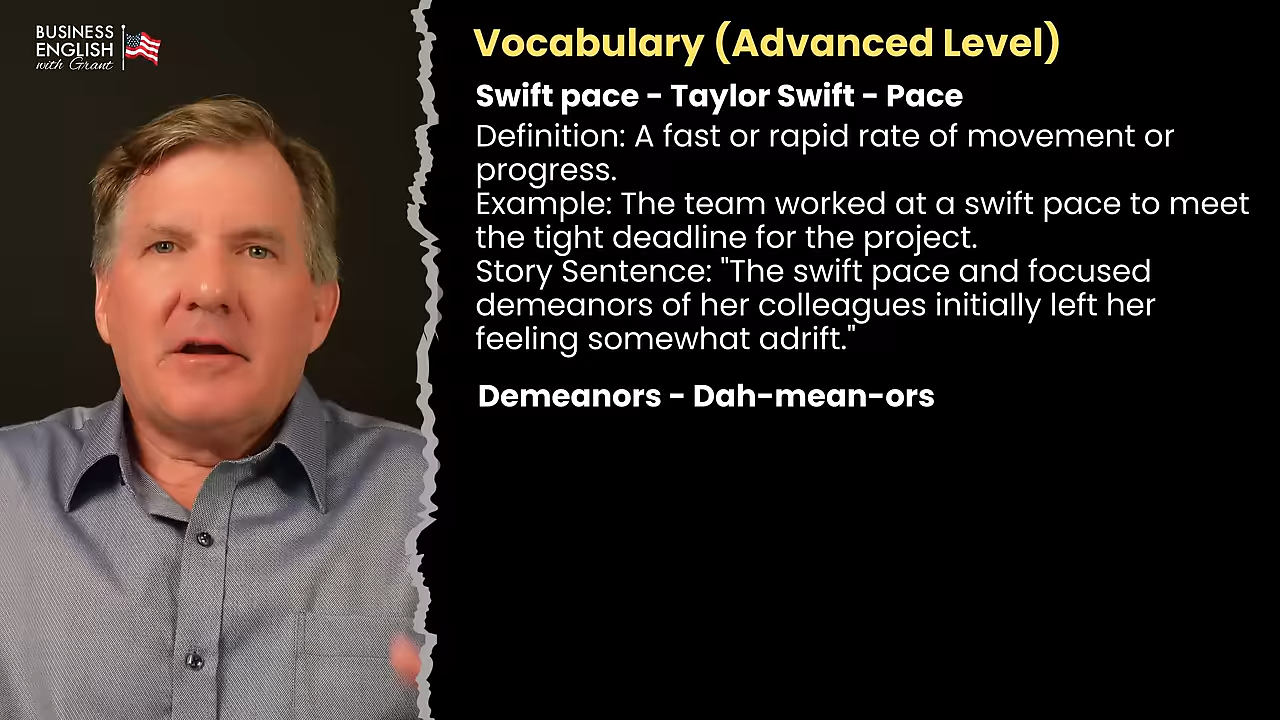 BUSINESS
ENGLISH
with Grant
Vocabulary (Advanced Level)
Swift pace - Taylor Swift - Pace
Definition: A fast or rapid rate of movement or
progress.
Example: The team worked at a swift pace to meet
the tight deadline for the project.
Story Sentence: "The swift pace and focused
demeanors of her colleagues initially left her
feeling somewhat adrift."
Demeanors - Dah-mean-ors